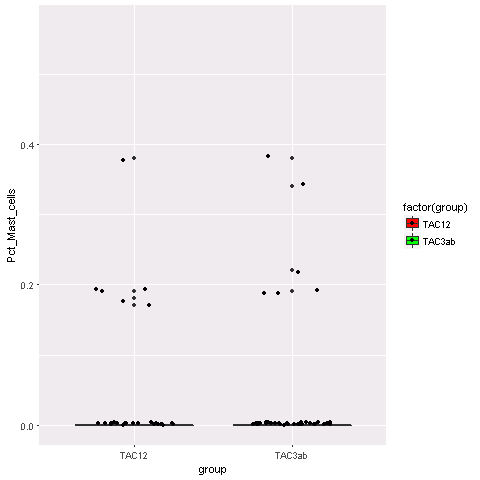 Pct_Mast_cells
0.4
0.2
0.0
TAC12
TAC3ab
group
factor(group)
TAC12
TAC3ab